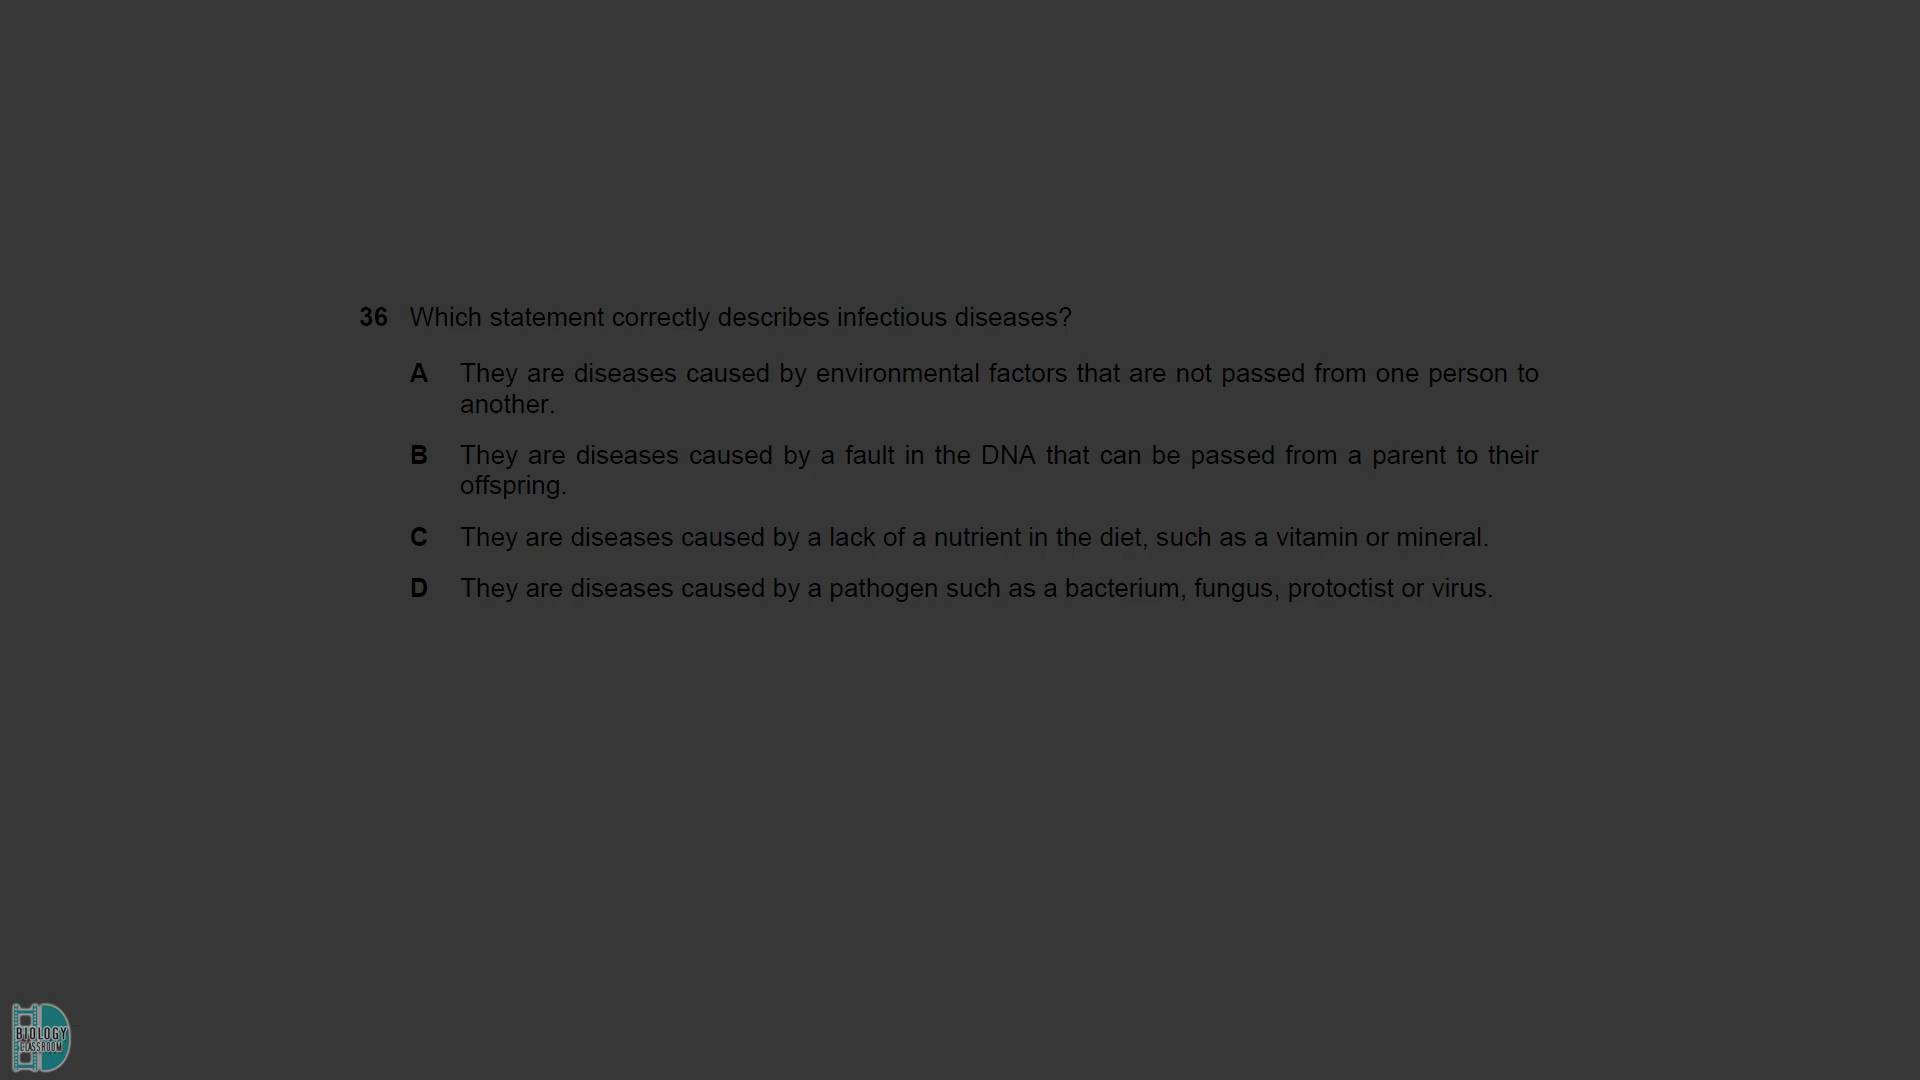 36 Which statement correctly describes infectious diseases?
A They are diseases caused by environmental factors that are not passed from one person to
another.
B They are diseases caused by a fault in the DNA that can be passed from a parent to their
offspring.
C They are diseases caused by a lack of a nutrient in the diet, such as a vitamin or mineral.
D They are diseases caused by a pathogen such as a bacterium, fungus, protoctist or virus.
BIOLOGY
CLASSROOM